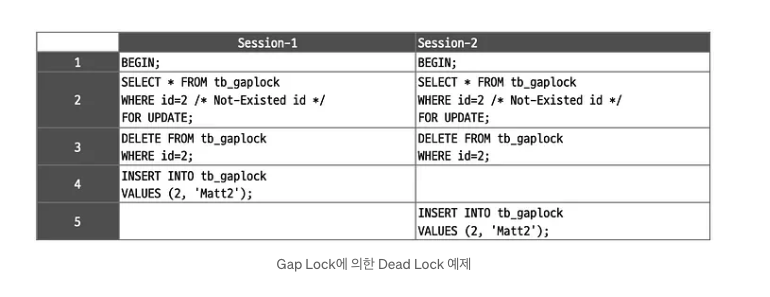 Session-1 Session-2
1 BEGIN; BEGIN;
2 SELECT * FROM tb_gaplock SELECT * FROM tb_gaplock
WHERE id=2 /* Not-Existed id */ WHERE id=2 /* Not-Existed id */
FOR UPDATE; FOR UPDATE;
3 DELETE FROM tb_gaplock DELETE FROM tb_gaplock
WHERE id=2; WHERE id=2;
4 INSERT INTO tb_gaplock
VALUES (2, 'Matt2');
5 INSERT INTO tb_gaplock
VALUES (2, 'Matt2');
Gap Lock에 의한 Dead Lock 예제